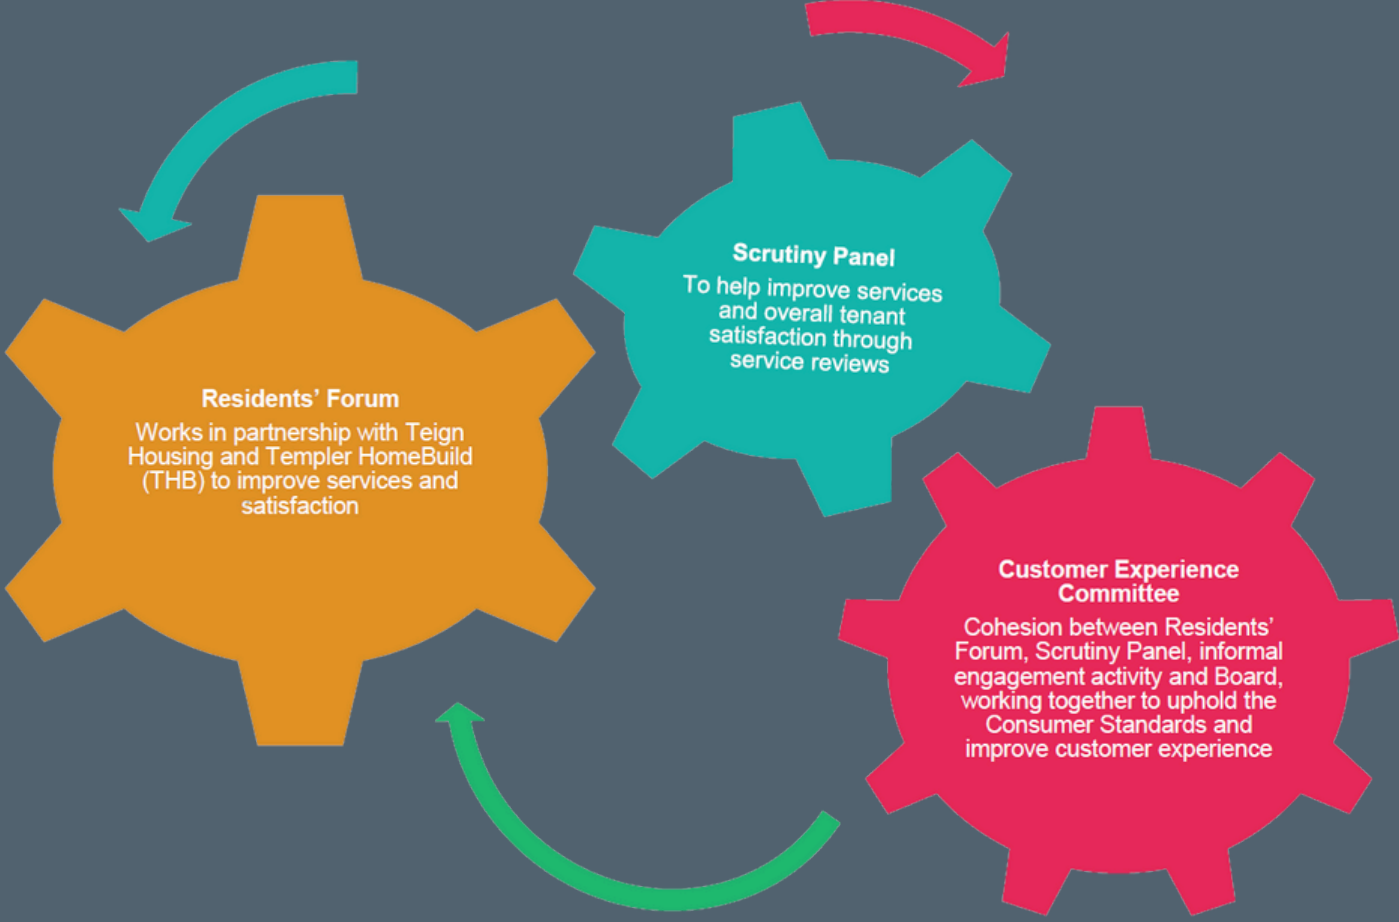 Residents’ Forum
Works in partnership with Teign
Housing and Templer HomeBuild
(THB) to improve services and
satisfaction
Scrutiny Panel
To help improve services
and overall tenant
satisfaction through
service reviews
Customer Experience
Committee
Cohesion between Residents’
Forum, Scrutiny Panel, informal
engagement activity and Board,
working together to uphold the
Consumer Standards and
improve customer experience